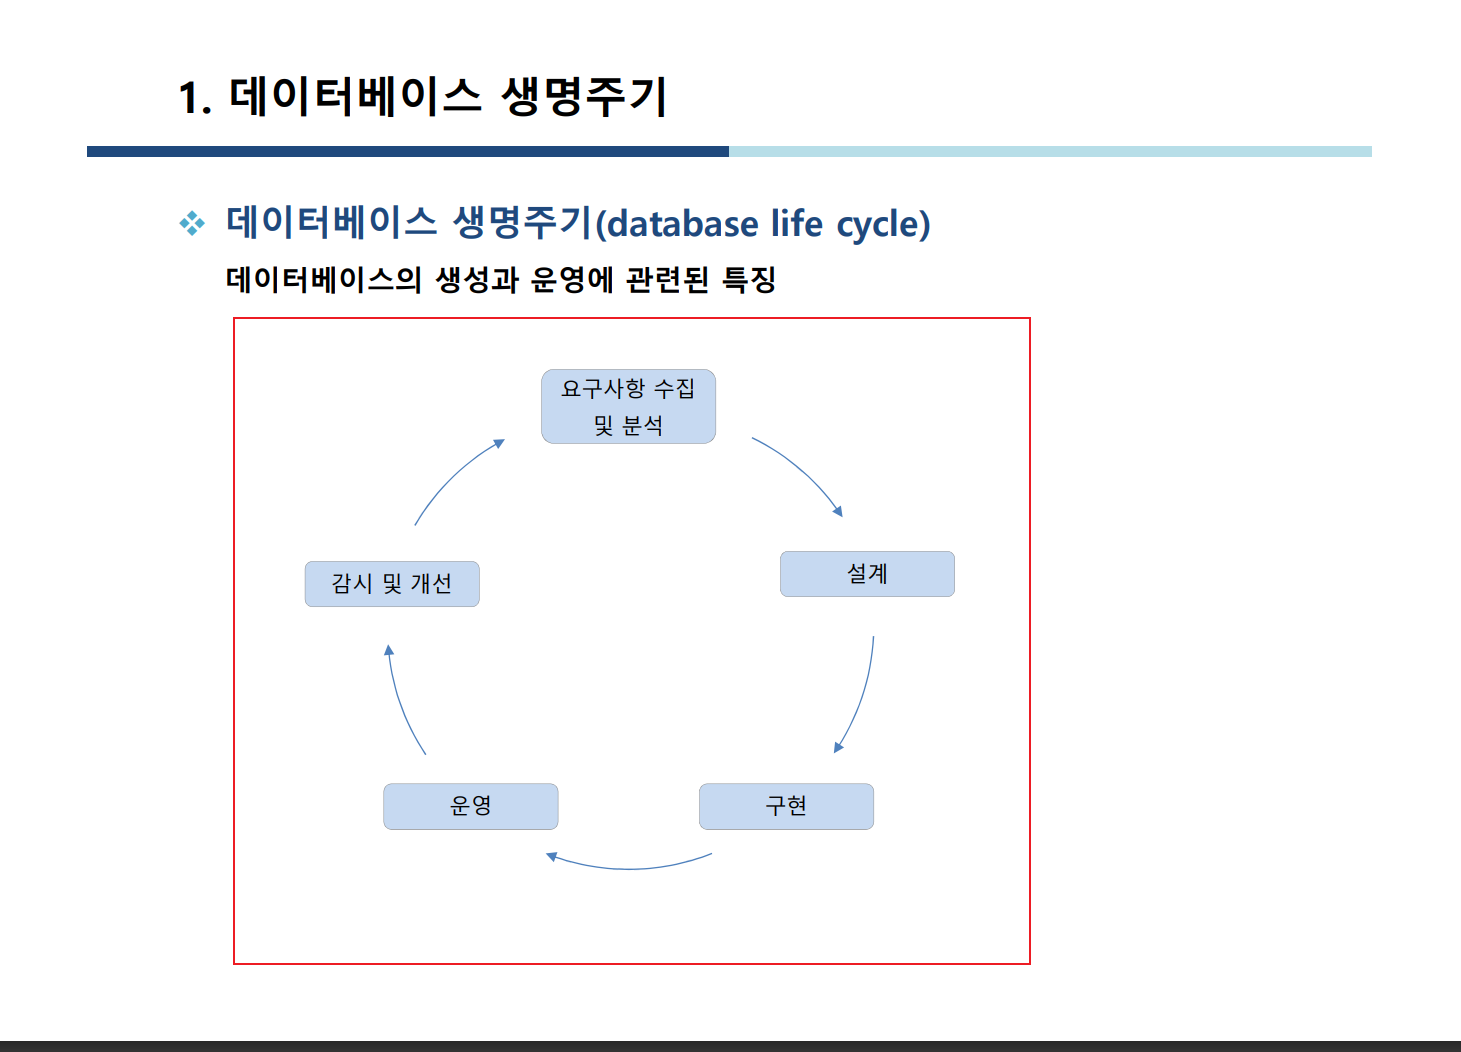 1. 데이터베이스 생명주기
데이터베이스 생명주기(database life cycle)
데이터베이스의 생성과 운영에 관련된 특징
요구사항 수집
및 분석
설계
구현
운영
감시 및 개선